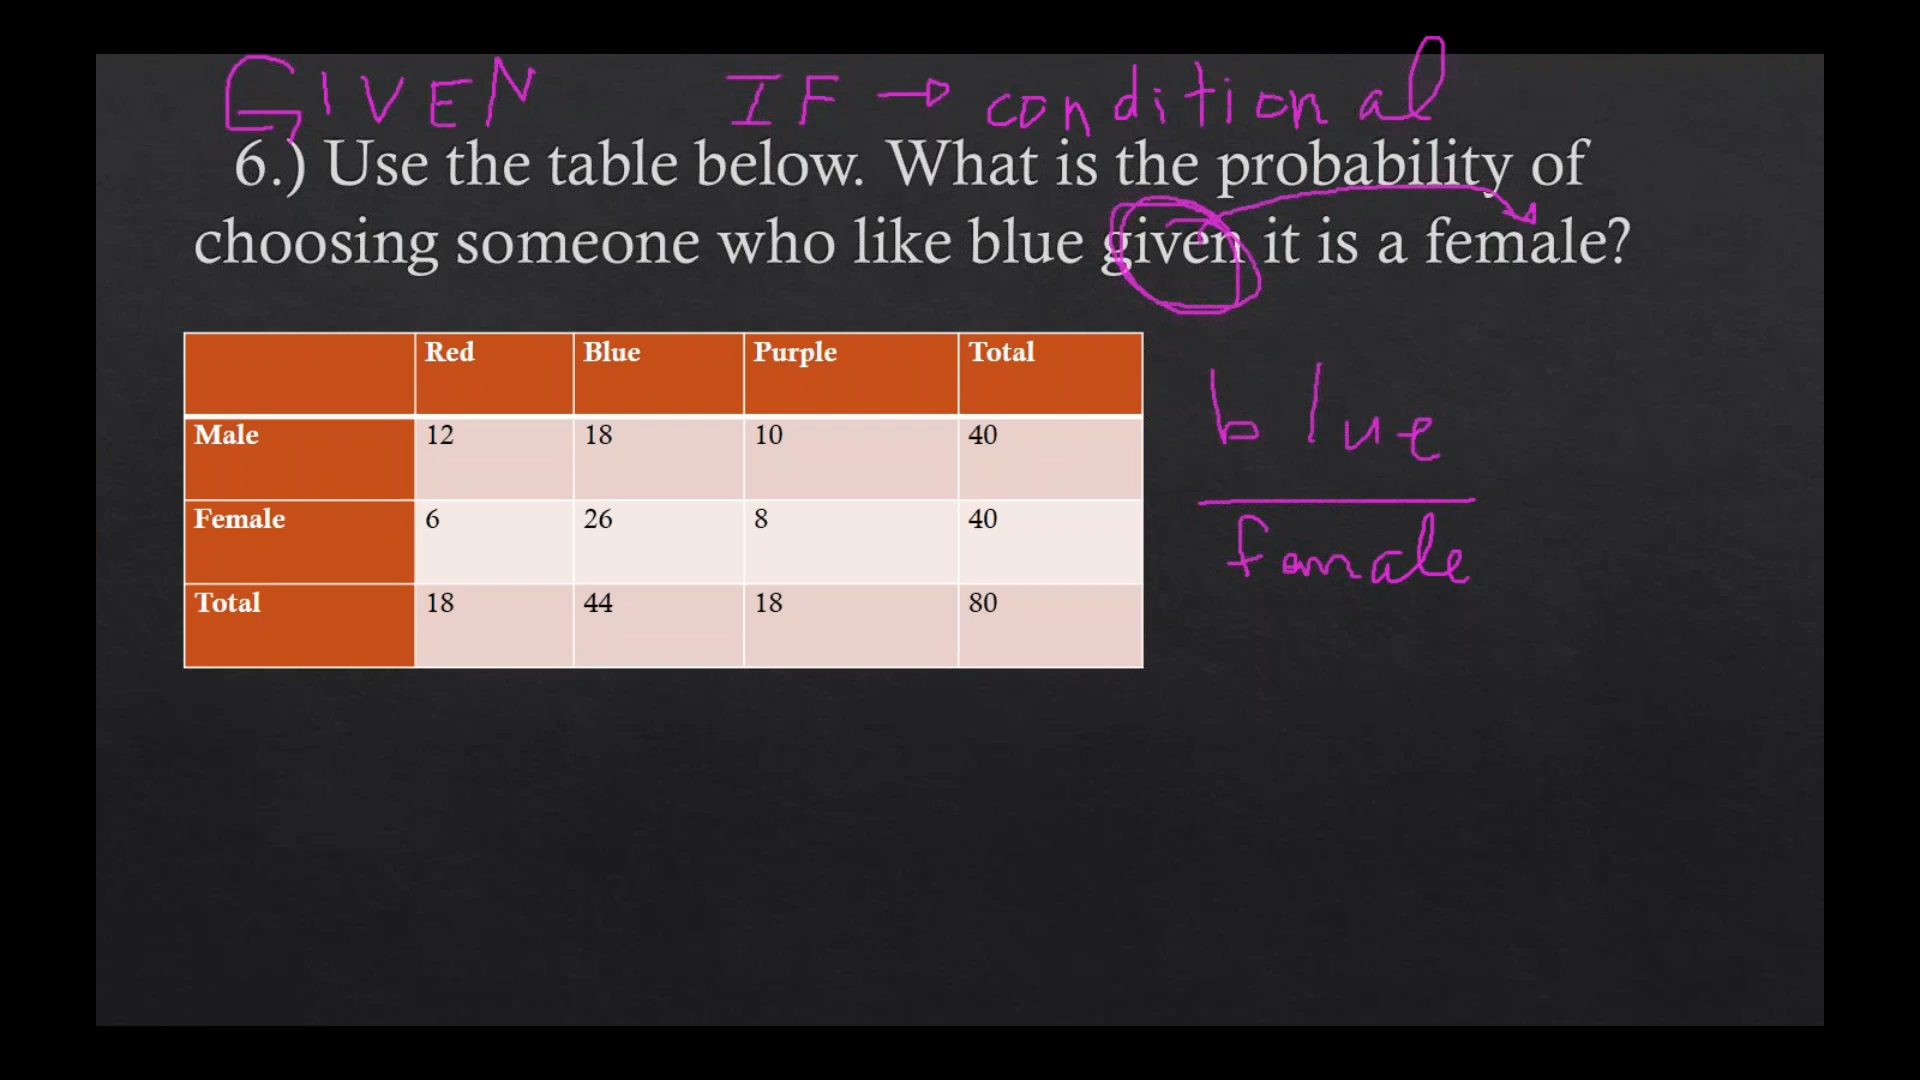 GIVEN IF → conditional
6.) Use the table below. What is the probability of
choosing someone who like blue given it is a female?
Red Blue Purple Total
Male 12 18 10 40
Female 6 26 8 40
Total 18 44 18 80
blue
female